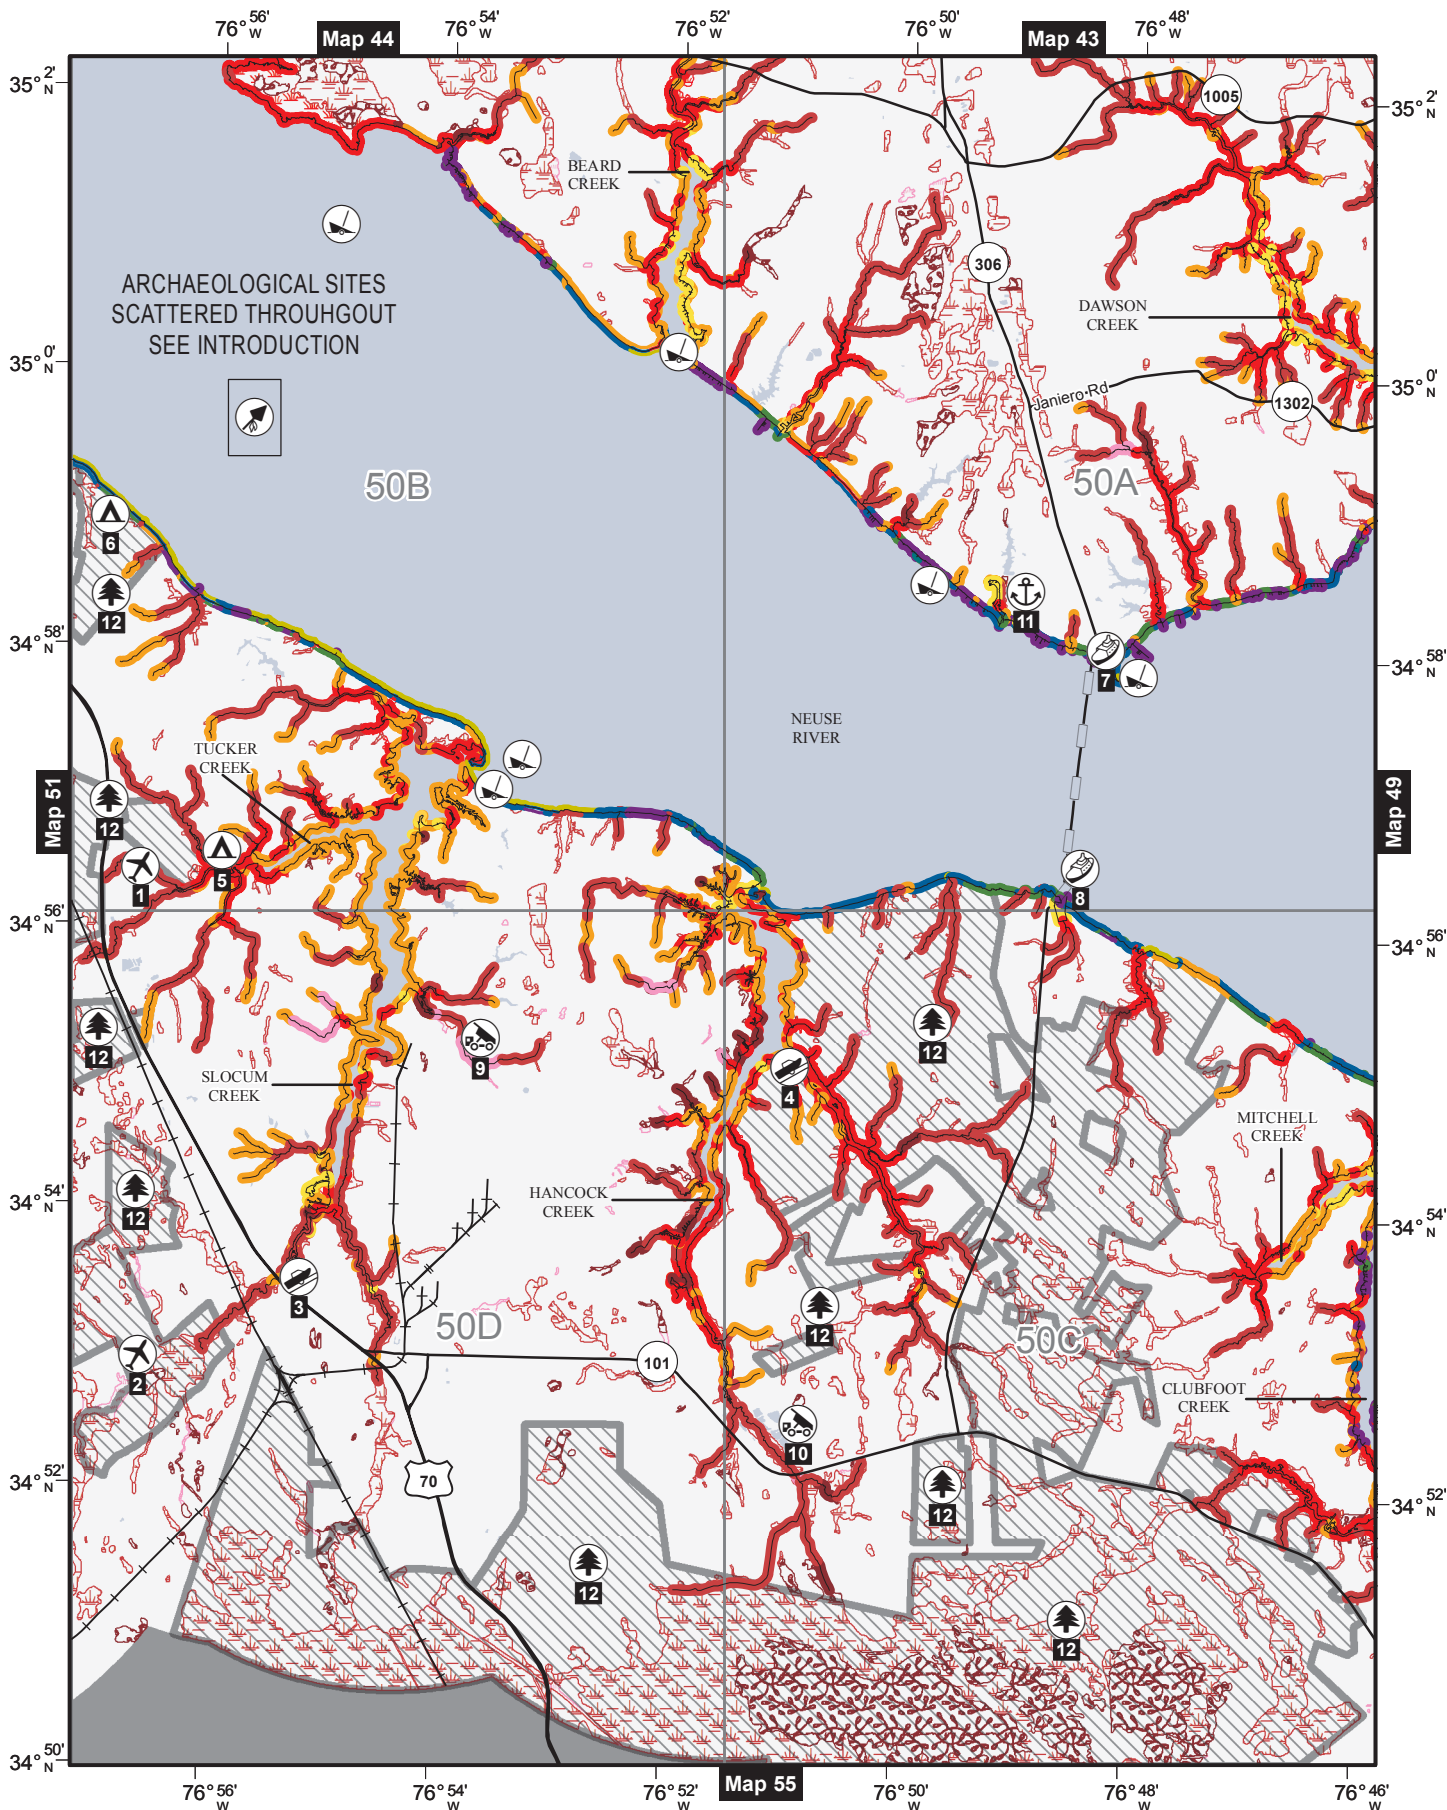 76° 56' W
Map 44
76° 54' W
76° 52' W
76° 50' W
Map 43
76° 48' W
35° 2' N
35° 2' N
1005
BEARD
CREEK
306
ARCHAEOLOGICAL SITES
SCATTERED THROUHGOUT
SEE INTRODUCTION
DAWSON
CREEK
35° 0' N
35° 0' N
Janiero Rd
1302
50B
50A
6
12
11
34° 58' N
34° 58' N
7
NEUSE
RIVER
TUCKER
CREEK
Map 51
Map 49
12
1
5
8
34° 56' N
34° 56' N
12
9
12
SLOCUM
CREEK
4
MITCHELL
CREEK
12
HANCOCK
CREEK
34° 54' N
34° 54' N
3
12
50D
50C
101
2
CLUBFOOT
CREEK
10
70
34° 52' N
34° 52' N
12
12
12
34° 50' N
76° 56' W
76° 54' W
76° 52' W
Map 55
76° 50' W
76° 48' W
76° 46' W